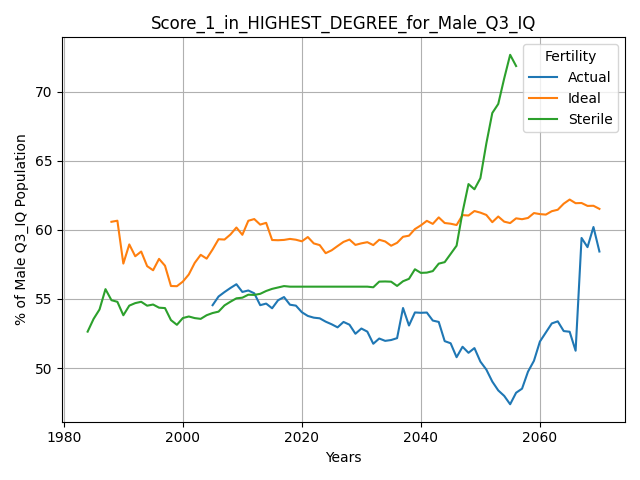 Score_1_in_HIGHEST_DEGREE_for_Male_Q3_IQ
Fertility
Actual
Ideal
Sterile
% of Male Q3_IQ Population
70
65
60
55
50
1980
2000
2020
2040
2060
Years